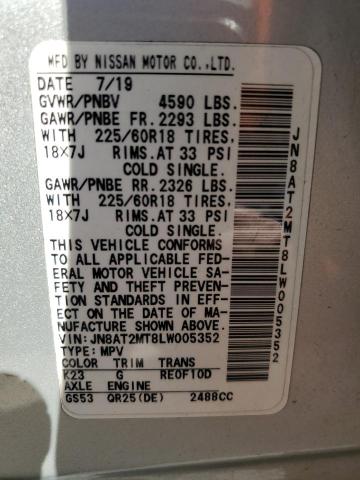 MFD BY NISSAN MOTOR CO.,LTD.
DATE 7/19
GVWR/PNBV 4590 LBS.
GAWR/PNBE FR. 2293 LBS.
WITH 225/60R18 TIRES,
18X7J RIMS.AT 33 PSI
COLD SINGLE.
GAWR/PNBE RR. 2326 LBS.
WITH 225/60R18 TIRES,
18X7J RIMS.AT 33 PSI
COLD SINGLE.
THIS VEHICLE CONFORMS
TO ALL APPLICABLE FED-
ERAL MOTOR VEHICLE SA-
FETY AND THEFT PREVENTION
STANDARDS IN EFF-
ECT ON THE DATE OF MA-
NUFACTURE SHOWN ABOVE.
VIN:JN8AT2MT8LW005352
TYPE:MPV
COLOR TRIM TRANS
K23 G RE0F10D
AXLE ENGINE
GS53 QR25(DE) 2488CC
JN8AT2MT8LW005352